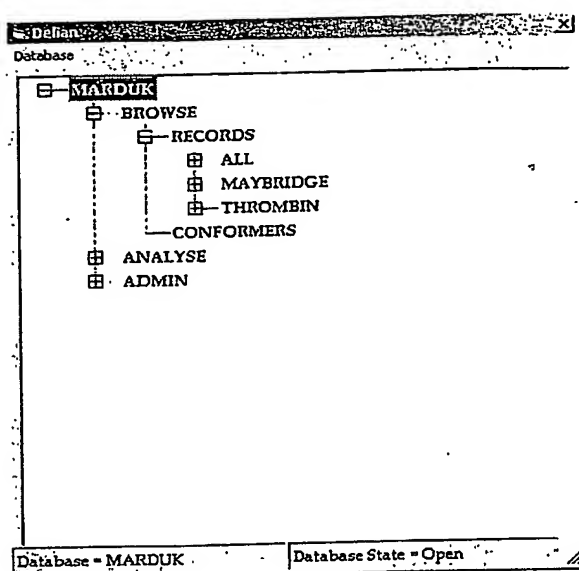 Delian
Database
MARDUK
BROWSE
RECORDS
ALL
MAYBRIDGE
THROMBIN
CONFORMERS
ANALYSE
ADMIN
Database = MARDUK
Database State = Open